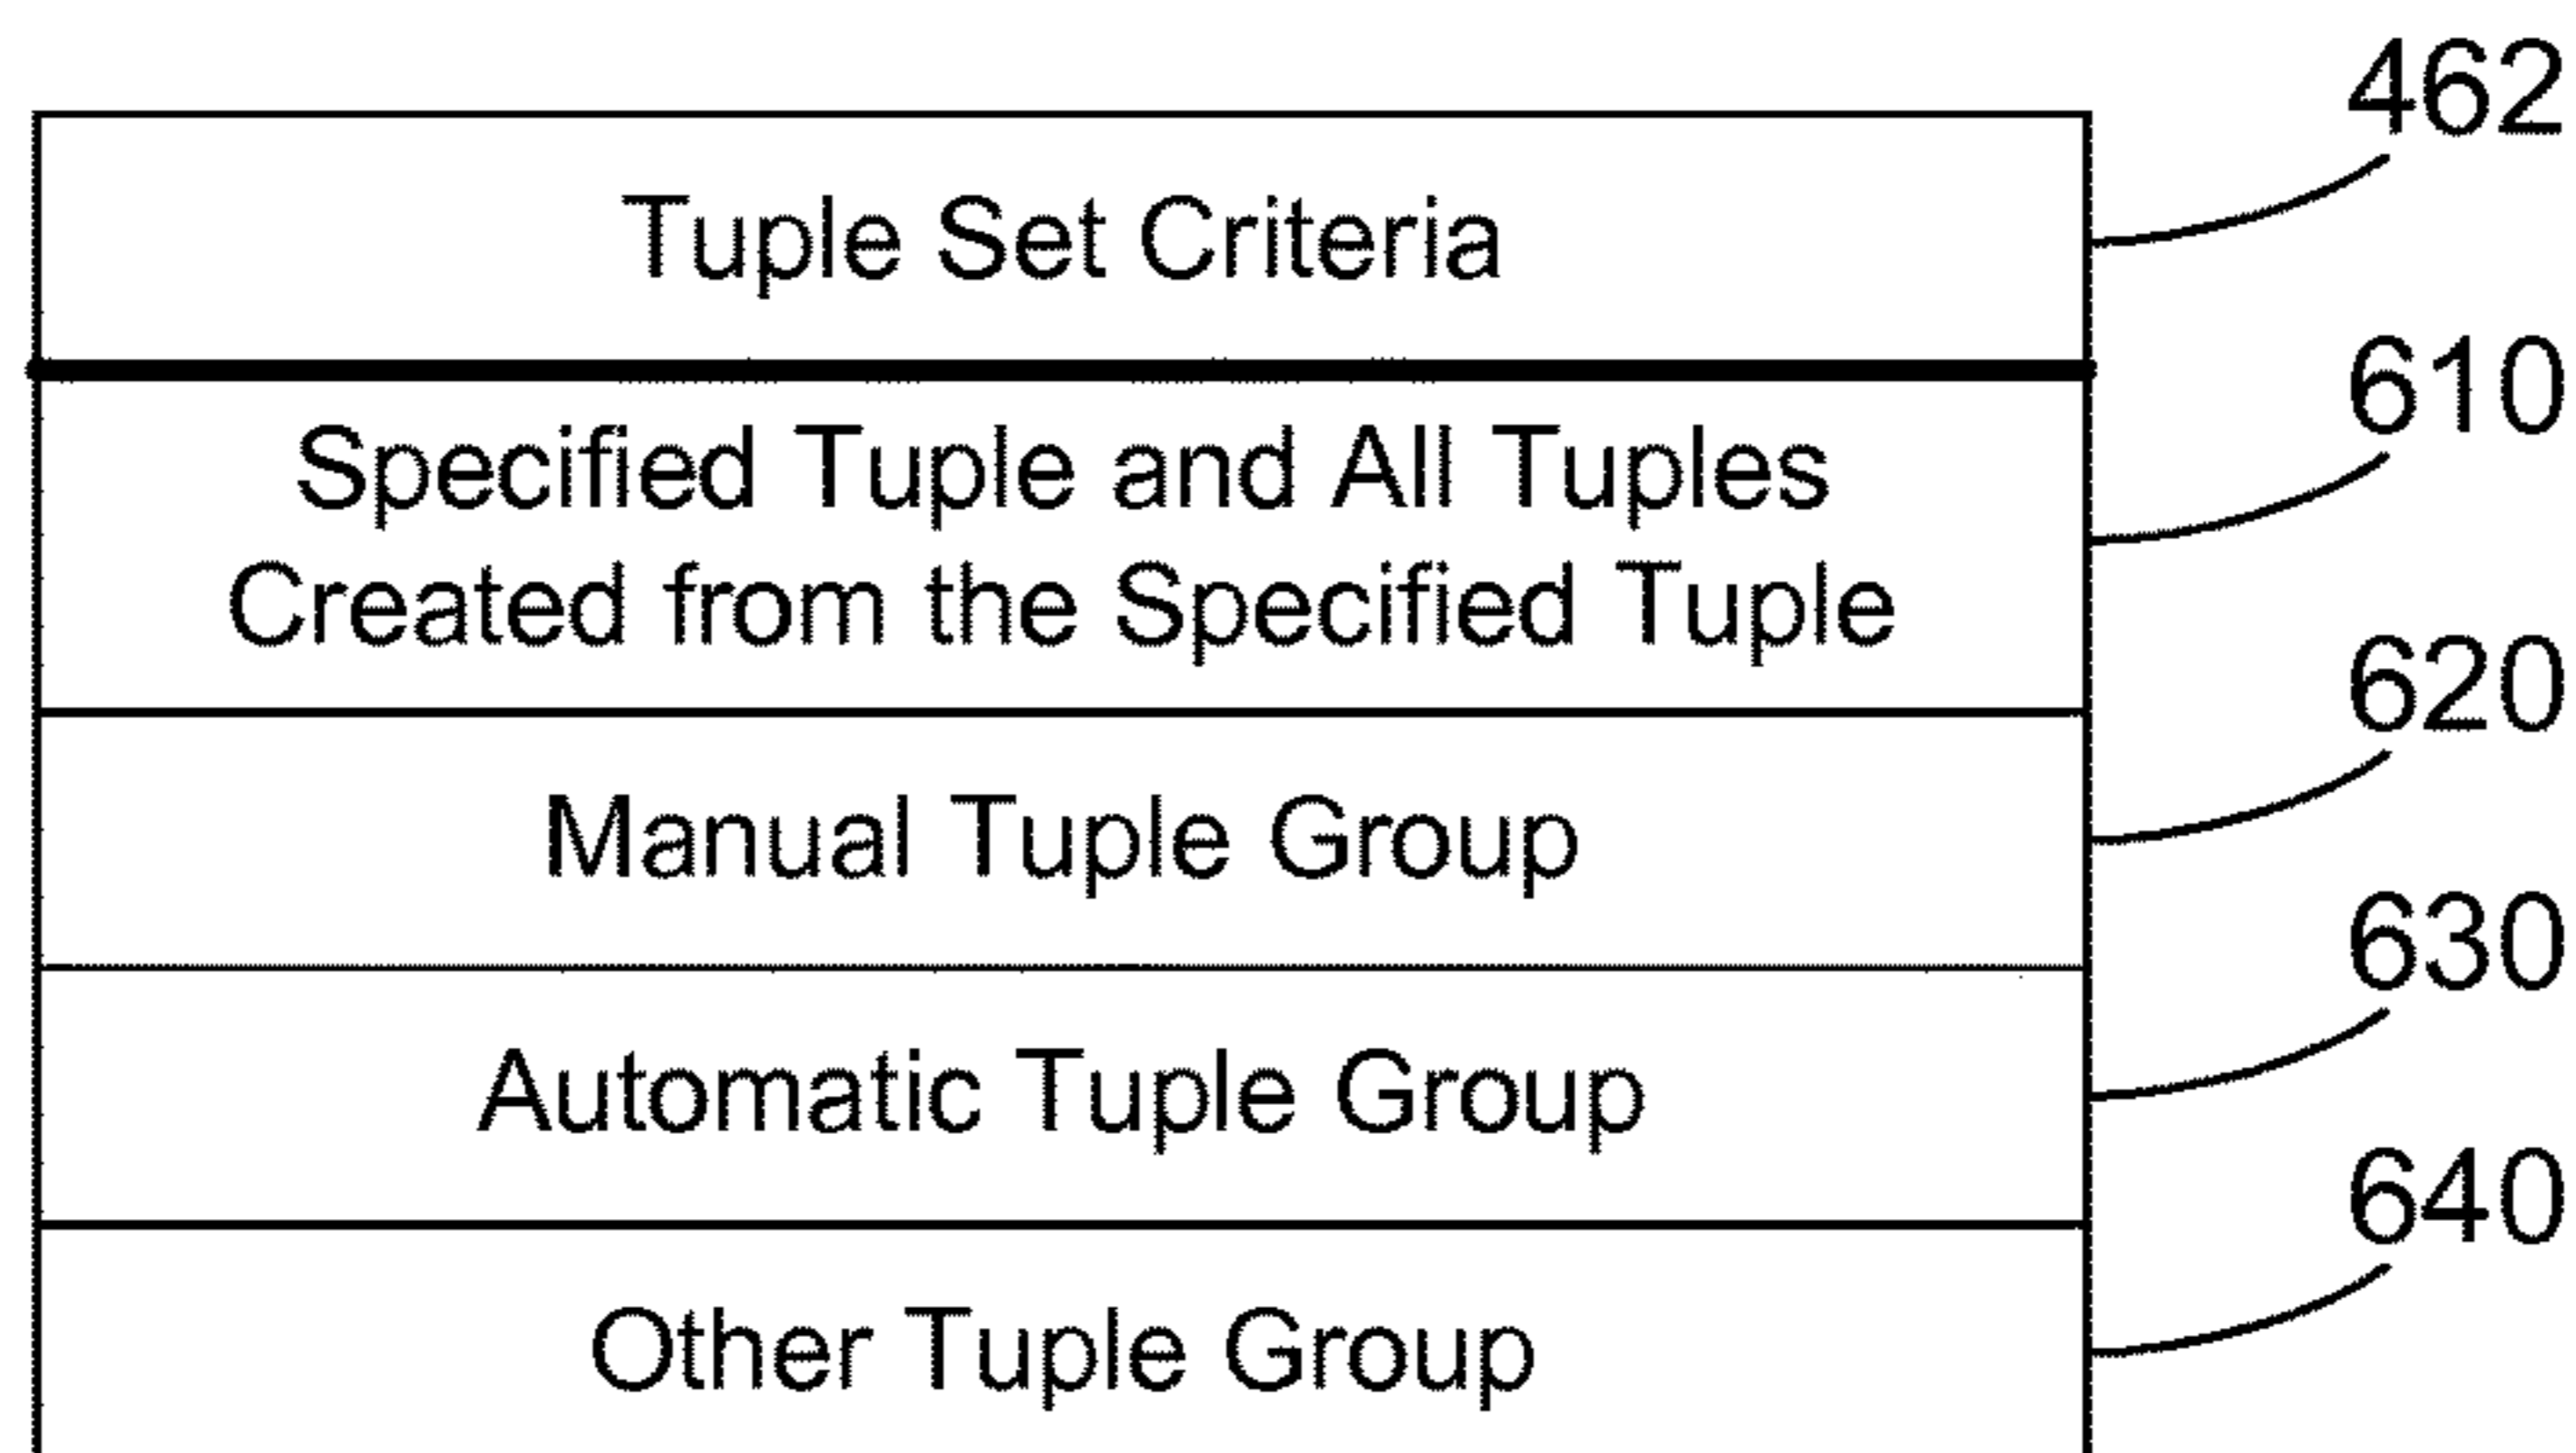 462
Tuple Set Criteria
610
Specified Tuple and All Tuples
Created from the Specified Tuple
620
Manual Tuple Group
630
Automatic Tuple Group
640
Other Tuple Group